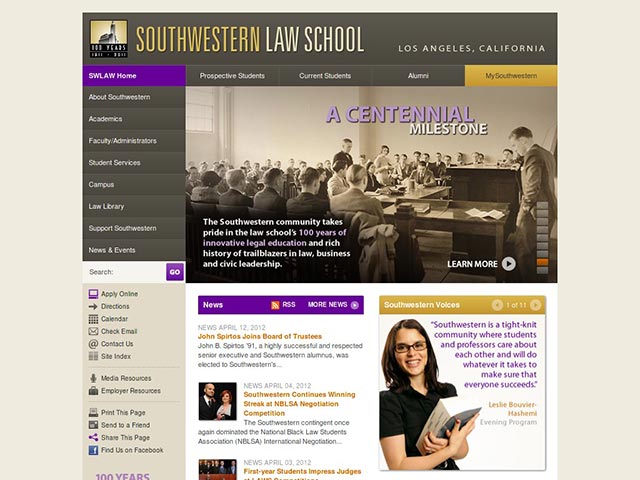 100 YEARS
1911 2011
SOUTHWESTERN LAW SCHOOL
LOS ANGELES, CALIFORNIA
SWLAW Home
Prospective Students
Current Students
Alumni
MySouthwestern
About Southwestern
Academics
Faculty/Administrators
Student Services
Campus
Law Library
Support Southwestern
News & Events
Search:
GO
A CENTENNIAL
MILESTONE
The Southwestern community takes
pride in the law school's 100 years of
innovative legal education and rich
history of trailblazers in law, business
and civic leadership.
LEARN MORE
Apply Online
Directions
Calendar
Check Email
Contact Us
Site Index
Media Resources
Employer Resources
Print This Page
Send to a Friend
Share This Page
Find Us on Facebook
100 YEARS
News
RSS
MORE NEWS
NEWS APRIL 12, 2012
John Spirtos Joins Board of Trustees
John B. Spirtos '91, a highly successful and respected
senior executive and Southwestern alumnus, was
elected to Southwestern's...
NEWS APRIL 04, 2012
Southwestern Continues Winning
Streak at NBLSA Negotiation
Competition
The Southwestern contingent once
again dominated the National Black Law Students
Association (NBLSA) International Negotiation...
NEWS APRIL 03, 2012
First-year Students Impress Judges
Southwestern Voices
1 of 11
"Southwestern is a tight-knit
community where students
and professors care about
each other and will do
whatever it takes to
make sure that
everyone succeeds."
Leslie Bouvier-
Hashemi
Evening Program